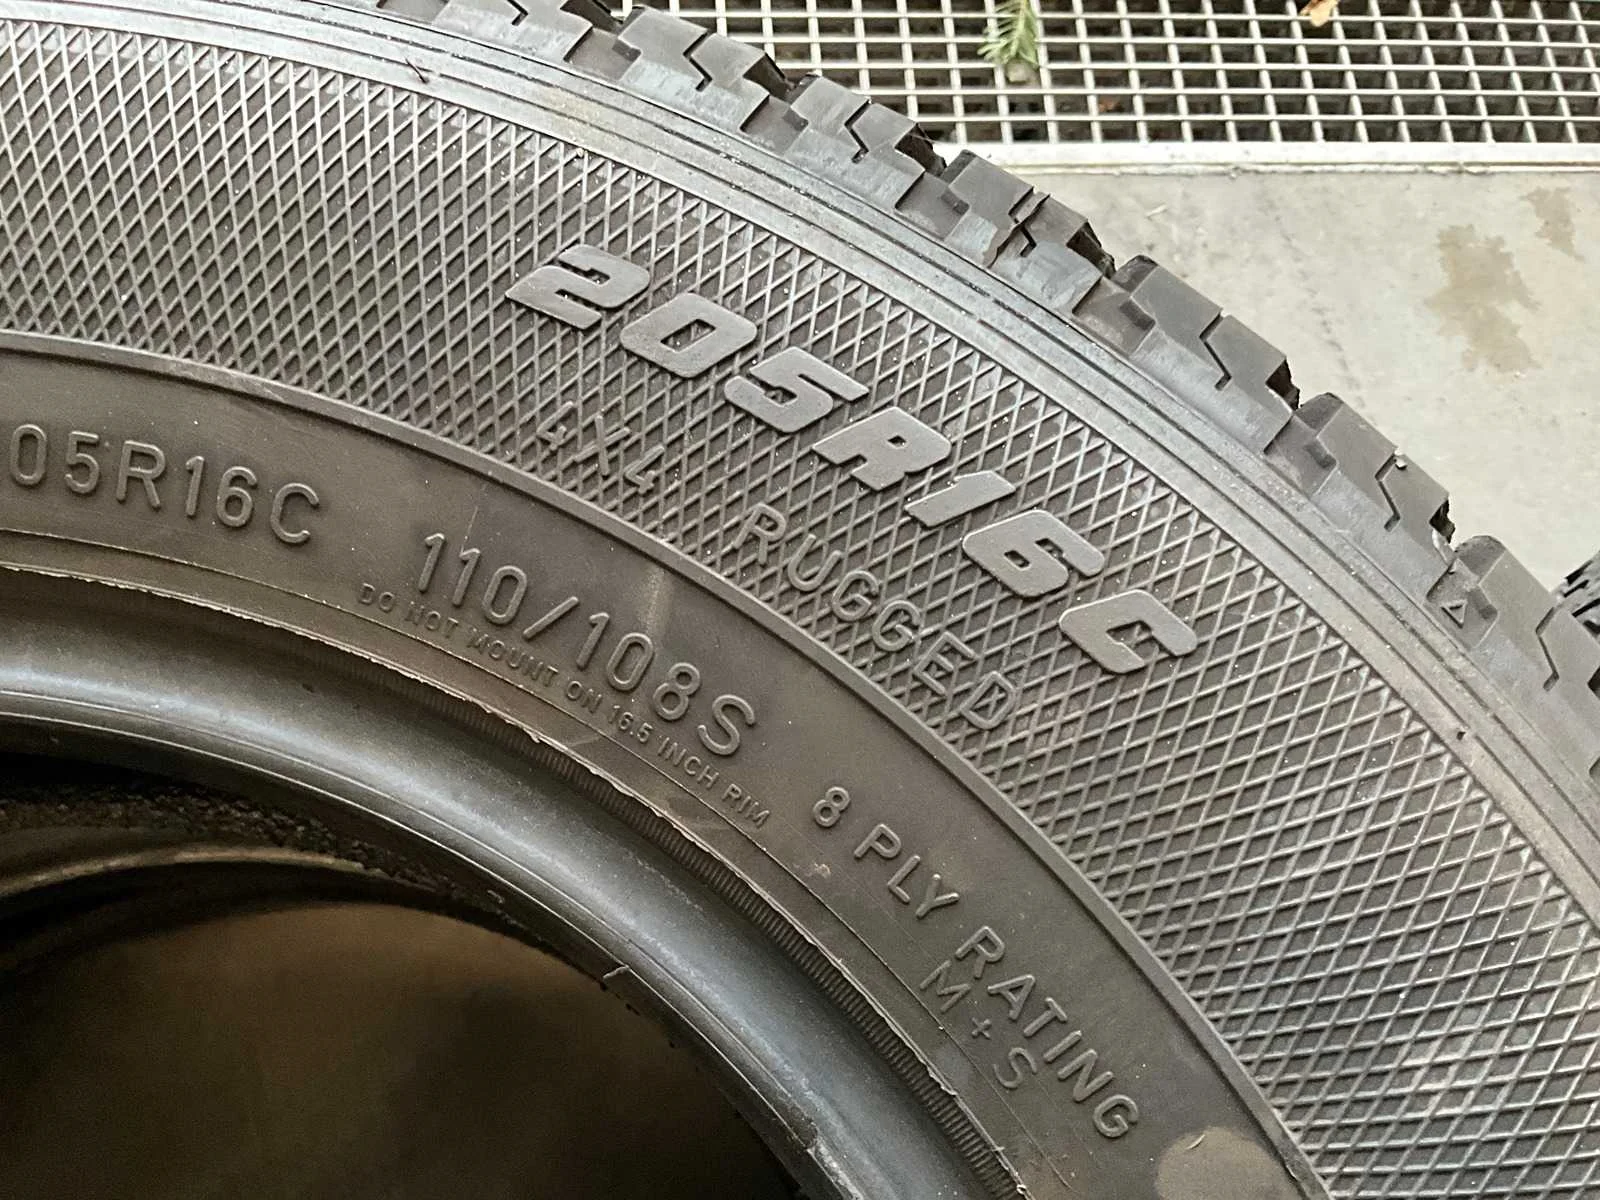 205R16C
4X4 RUGGED
05R16C 110/108S 8 PLY RATING
DO NOT MOUNT ON 16.5 INCH RIM
M+S